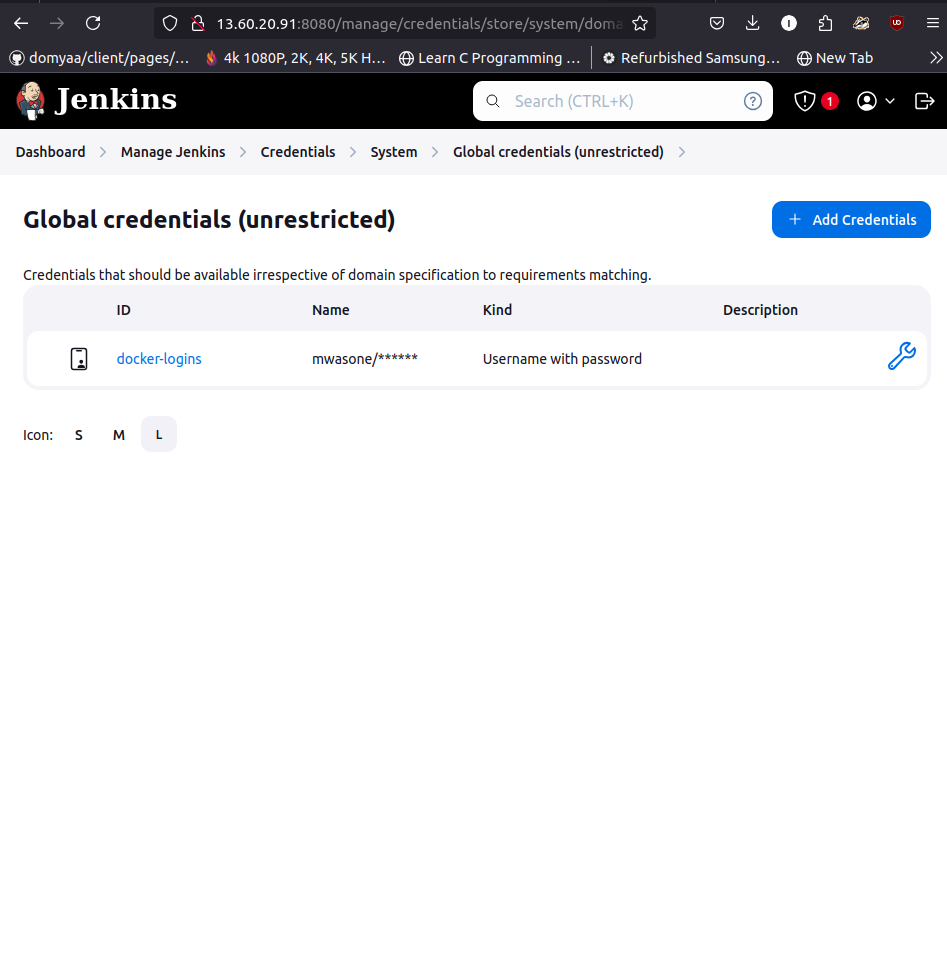 13.60.20.91:8080/manage/credentials/store/system/doma
domyaa/client/pages/... 4k 1080P, 2K, 4K, 5K H... Learn C Programming ... Refurbished Samsung... New Tab
Jenkins Search (CTRL+K) ? 1
Dashboard Manage Jenkins Credentials System Global credentials (unrestricted)
Global credentials (unrestricted) + Add Credentials
Credentials that should be available irrespective of domain specification to requirements matching.
ID Name Kind Description
docker-logins mwasone/****** Username with password
Icon: S M L